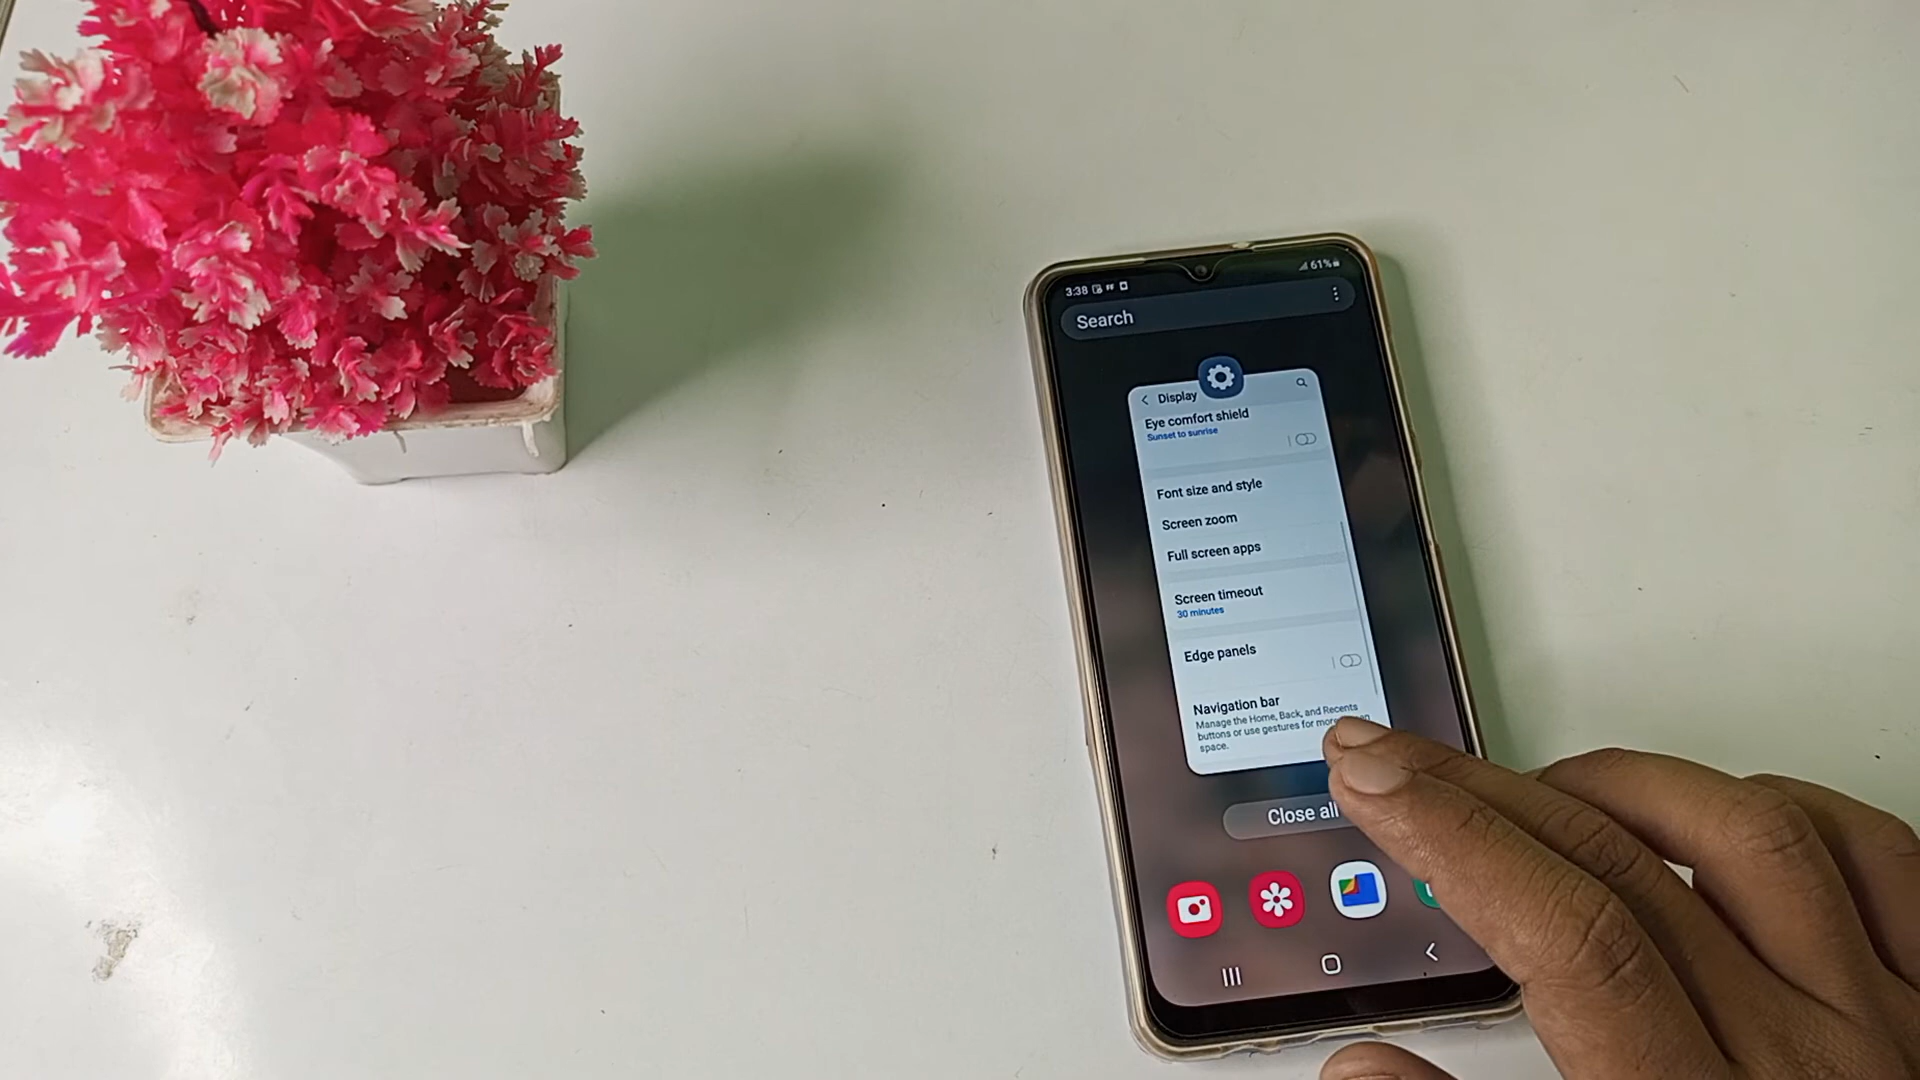 3:38
61%
Search
Display
Eye comfort shield
Sunset to sunrise
Font size and style
Screen zoom
Full screen apps
Screen timeout
30 minutes
Edge panels
Navigation bar
Manage the Home, Back, and Recents
buttons or use gestures for more
space.
Close all